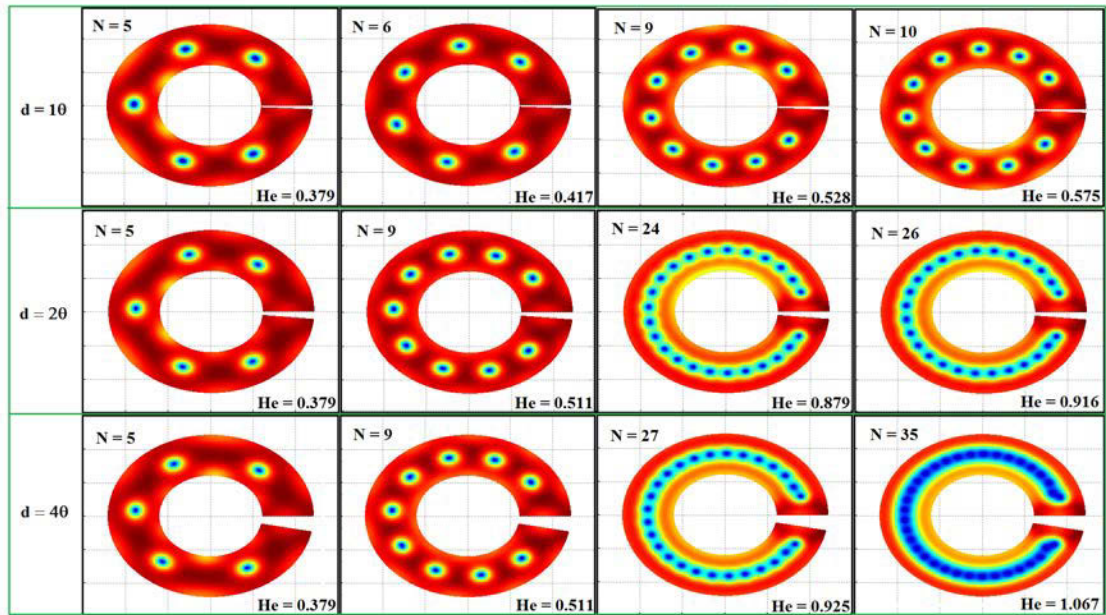 N = 5
N = 6
N = 9
N = 10
d = 10
He = 0.379
He = 0.417
He = 0.528
He = 0.575
N = 5
N = 9
N = 24
N = 26
d = 20
He = 0.379
He = 0.511
He = 0.879
He = 0.916
N = 5
N = 9
N = 27
N = 35
d = 40
He = 0.379
He = 0.511
He = 0.925
He = 1.067